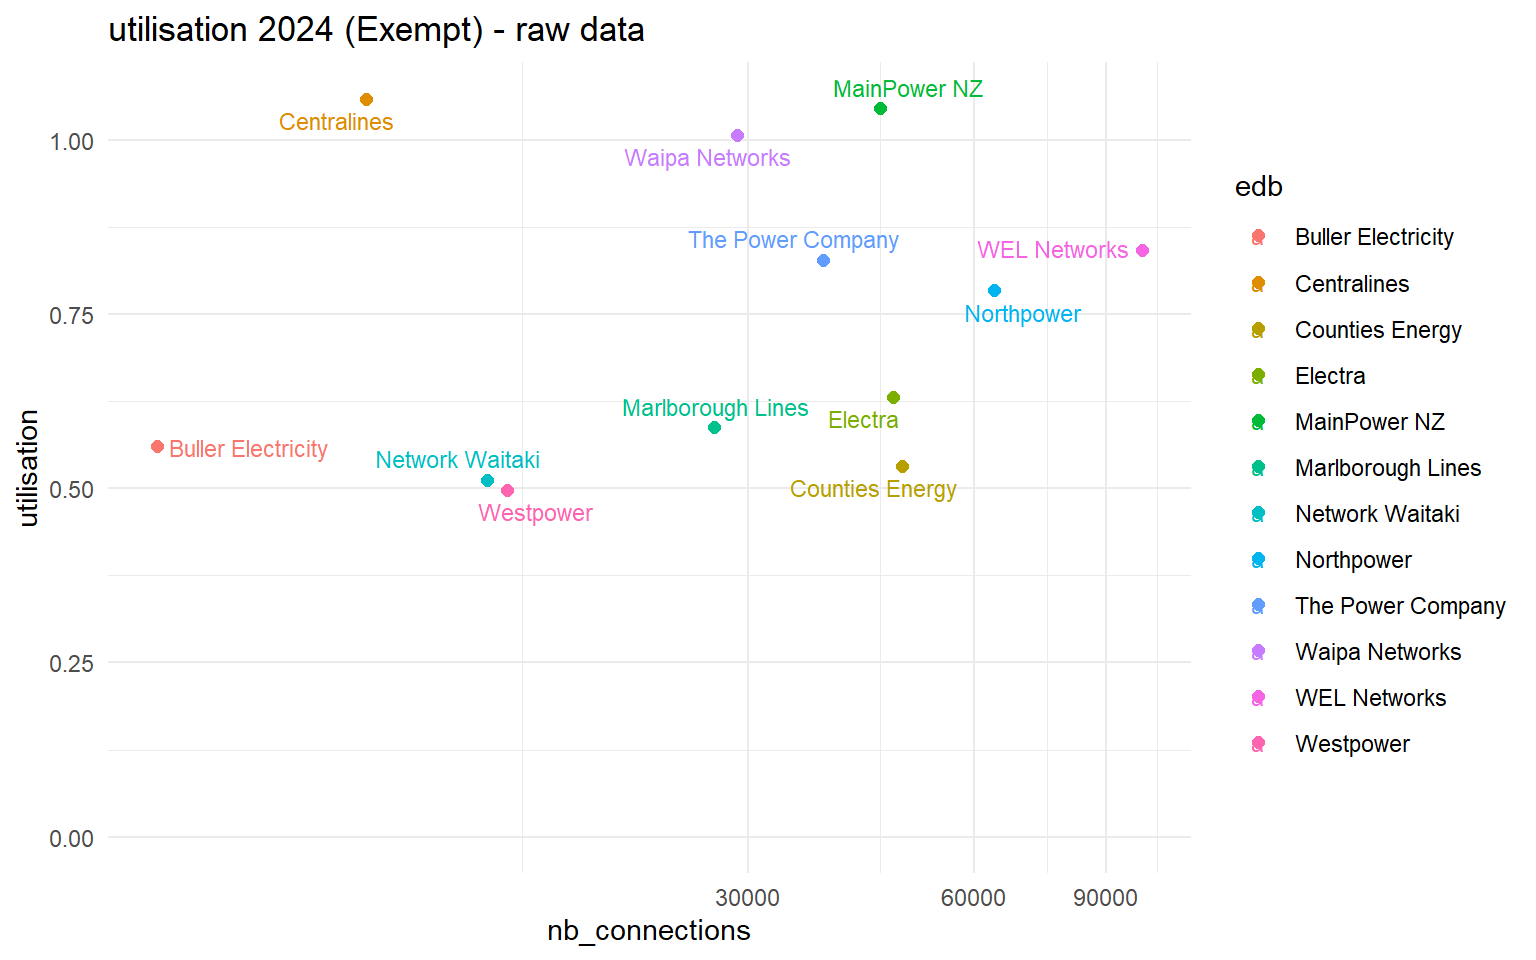 utilisation 2024 (Exempt) - raw data
MainPower NZ
Centralines
1.00
Waipa Networks
edb
The Power Company
WEL Networks
Buller Electricity
Centralines
0.75
Northpower
Counties Energy
Electra
Marlborough Lines
Electra
MainPower NZ
Buller Electricity
Network Waitaki
Marlborough Lines
utilisation
0.50
Counties Energy
Westpower
Network Waitaki
Northpower
The Power Company
0.25
Waipa Networks
WEL Networks
Westpower
0.00
30000
60000
90000
nb_connections